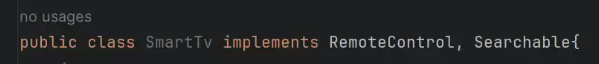 no usages
public class SmartTv implements RemoteControl, Searchable{